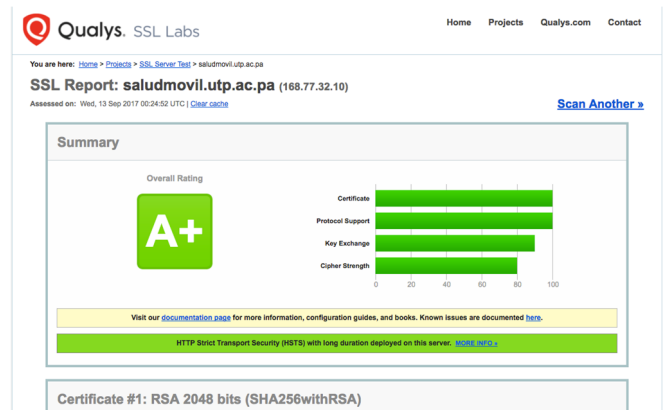 Qualys. SSL Labs
Home Projects Qualys.com Contact
You are here: Home > Projects > SSL Server Test > saludmovil.utp.ac.pa
SSL Report: saludmovil.utp.ac.pa (168.77.32.10)
Assessed on: Wed, 13 Sep 2017 00:24:52 UTC | Clear cache
Scan Another »
Summary
Overall Rating
A+
Certificate
Protocol Support
Key Exchange
Cipher Strength
0 20 40 60 80 100
Visit our documentation page for more information, configuration guides, and books. Known issues are documented here.
HTTP Strict Transport Security (HSTS) with long duration deployed on this server. MORE INFO »
Certificate #1: RSA 2048 bits (SHA256withRSA)